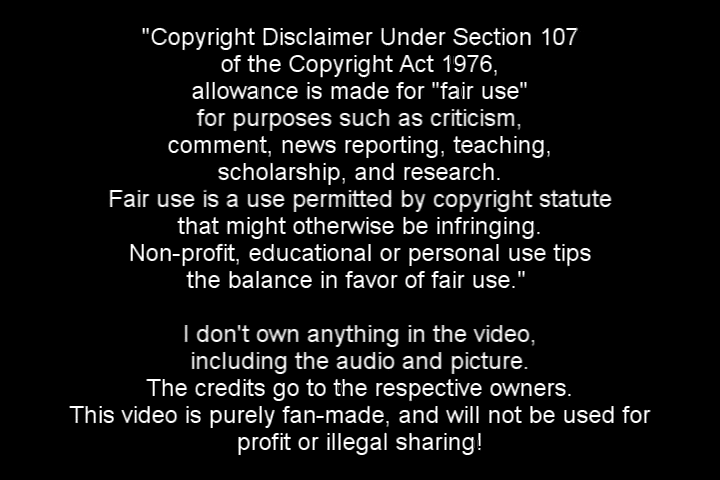 "Copyright Disclaimer Under Section 107
of the Copyright Act 1976,
allowance is made for "fair use"
for purposes such as criticism,
comment, news reporting, teaching,
scholarship, and research.
Fair use is a use permitted by copyright statute
that might otherwise be infringing.
Non-profit, educational or personal use tips
the balance in favor of fair use."
I don't own anything in the video,
including the audio and picture.
The credits go to the respective owners.
This video is purely fan-made, and will not be used for
profit or illegal sharing!